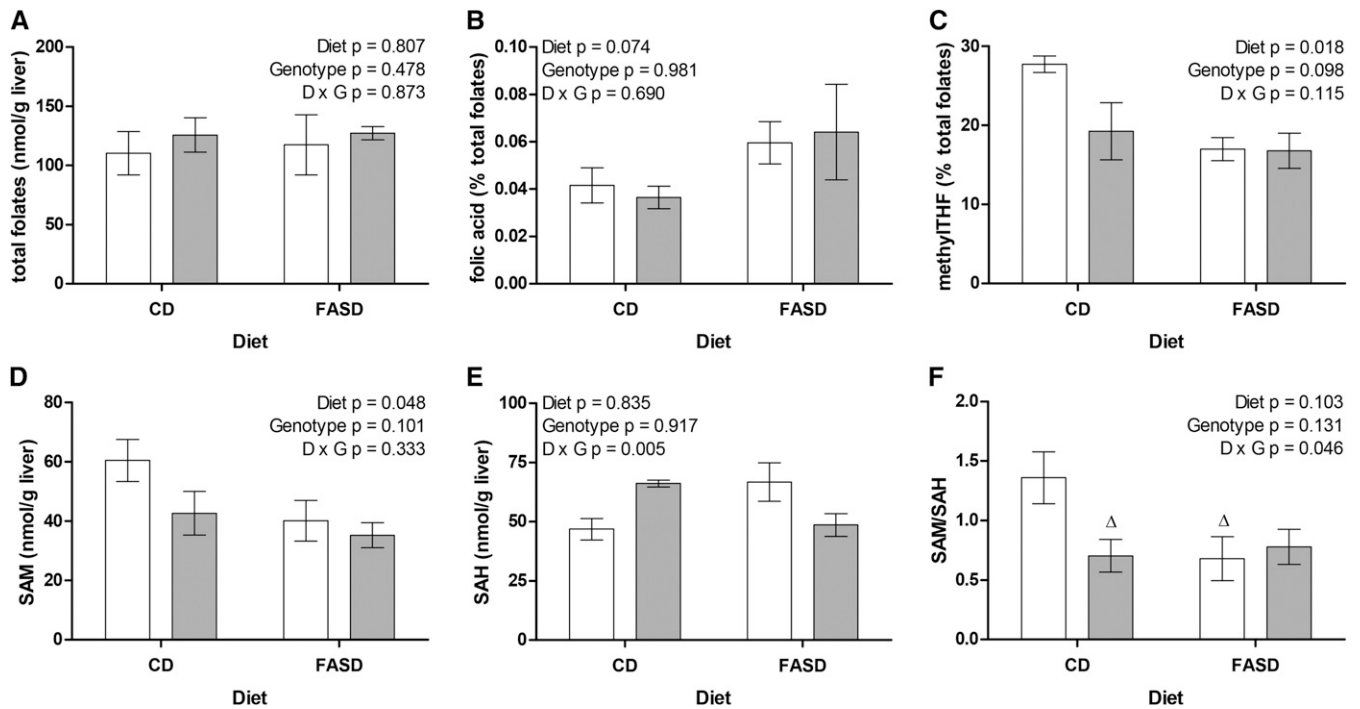 A
total folates (nmol/g liver)
200
150
100
50
0
Diet p = 0.807
Genotype p = 0.478
D x G p = 0.873
CD
FASD
Diet
B
folic acid (% total folates)
0.10
0.08
0.06
0.04
0.02
0.00
Diet p = 0.074
Genotype p = 0.981
D x G p = 0.690
CD
FASD
Diet
C
methylTHF (% total folates)
30
20
10
0
Diet p = 0.018
Genotype p = 0.098
D x G p = 0.115
CD
FASD
Diet
D
SAM (nmol/g liver)
80
60
40
20
0
Diet p = 0.048
Genotype p = 0.101
D x G p = 0.333
CD
FASD
Diet
E
SAH (nmol/g liver)
100
75
50
25
0
Diet p = 0.835
Genotype p = 0.917
D x G p = 0.005
CD
FASD
Diet
F
SAM/SAH
2.0
1.5
1.0
0.5
0.0
Diet p = 0.103
Genotype p = 0.131
D x G p = 0.046
Δ
Δ
CD
FASD
Diet